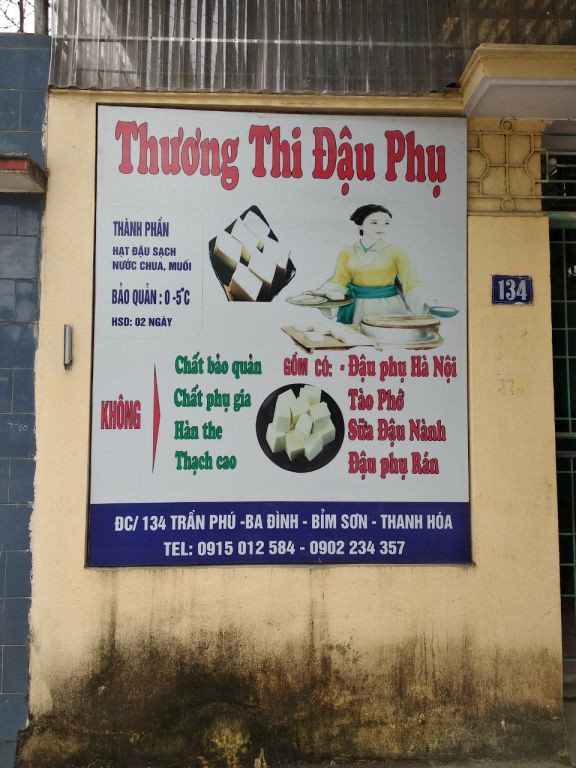 Thương Thi Đậu Phụ
THÀNH PHẦN
HẠT ĐẬU SẠCH
NƯỚC CHUA, MUỐI
BẢO QUẢN : 0 -5°C
HSD: 02 NGÀY
134
KHÔNG
Chất bảo quản
Chất phụ gia
Hàn the
Thạch cao
GỒM CÓ: - Đậu phụ Hà Nội
Tào Phớ
Sữa Đậu Nành
Đậu phụ Rán
ĐC/ 134 TRẦN PHÚ -BA ĐÌNH - BỈM SƠN - THANH HÓA
TEL: 0915 012 584 - 0902 234 357